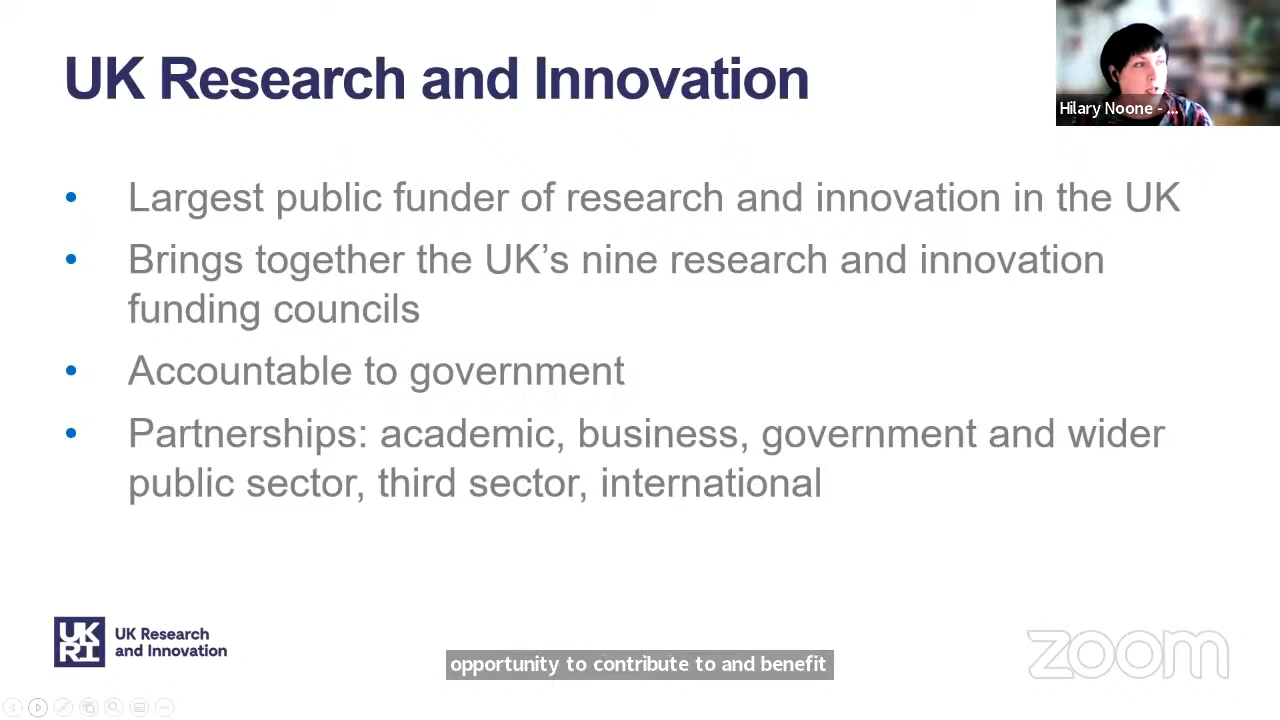 UK Research and Innovation
Hilary Noone - ...
• Largest public funder of research and innovation in the UK
• Brings together the UK’s nine research and innovation
funding councils
• Accountable to government
• Partnerships: academic, business, government and wider
public sector, third sector, international
UK
RI
UK Research
and Innovation
opportunity to contribute to and benefit
zoom